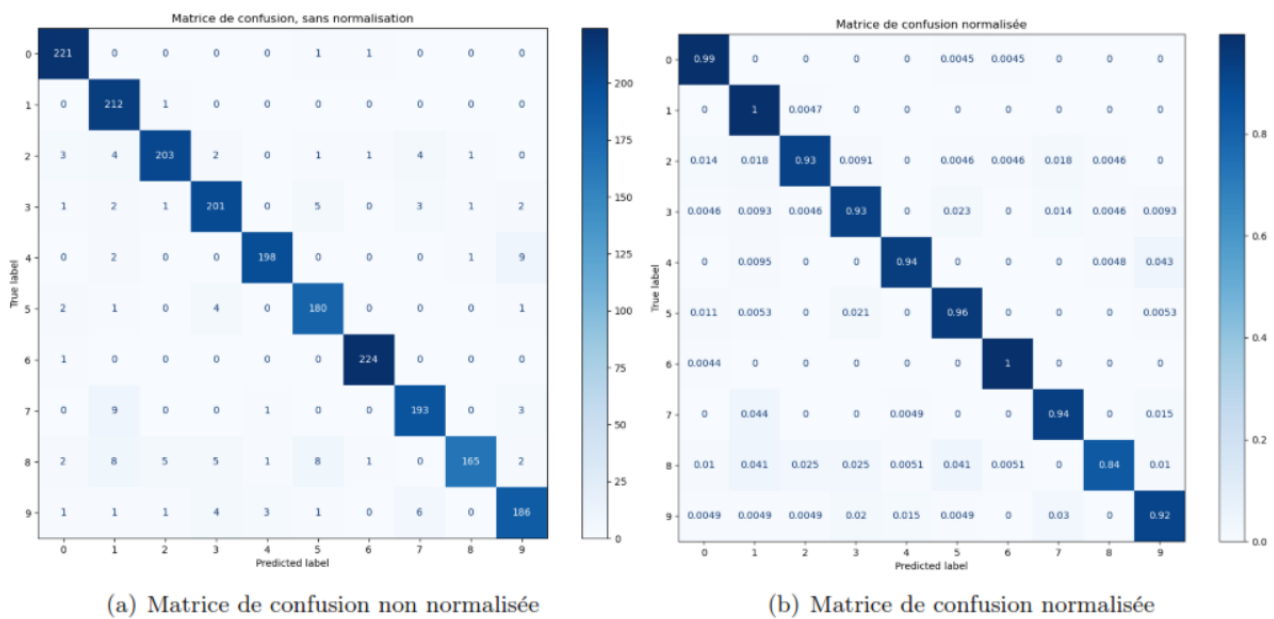 Matrice de confusion, sans normalisation
0 221 0 0 0 0 1 1 0 0 0
1 0 212 1 0 0 0 0 0 0 0
2 3 4 203 2 0 1 1 4 1 0
3 1 2 1 201 0 5 0 3 1 2
4 0 2 0 0 198 0 0 0 1 9
5 2 1 0 4 0 180 0 0 0 1
6 1 0 0 0 0 0 224 0 0 0
7 0 9 0 0 1 0 0 193 0 3
8 2 8 5 5 1 8 1 0 165 2
9 1 1 1 4 3 1 0 6 0 186
0 1 2 3 4 5 6 7 8 9
True label
Predicted label
200
175
150
125
100
75
50
25
0
(a) Matrice de confusion non normalisée
Matrice de confusion normalisée
0 0.99 0 0 0 0 0.0045 0.0045 0 0 0
1 0 1 0.0047 0 0 0 0 0 0 0
2 0.014 0.018 0.93 0.0091 0 0.0046 0.0046 0.018 0.0046 0
3 0.0046 0.0093 0.0046 0.93 0 0.023 0 0.014 0.0046 0.0093
4 0 0.0095 0 0 0.94 0 0 0 0.0048 0.043
5 0.011 0.0053 0 0.021 0 0.96 0 0 0 0.0053
6 0.0044 0 0 0 0 0 1 0 0 0
7 0 0.044 0 0 0.0049 0 0 0.94 0 0.015
8 0.01 0.041 0.025 0.025 0.0051 0.041 0.0051 0 0.84 0.01
9 0.0049 0.0049 0.0049 0.02 0.015 0.0049 0 0.03 0 0.92
0 1 2 3 4 5 6 7 8 9
True label
Predicted label
0.8
0.6
0.4
0.2
0.0
(b) Matrice de confusion normalisée